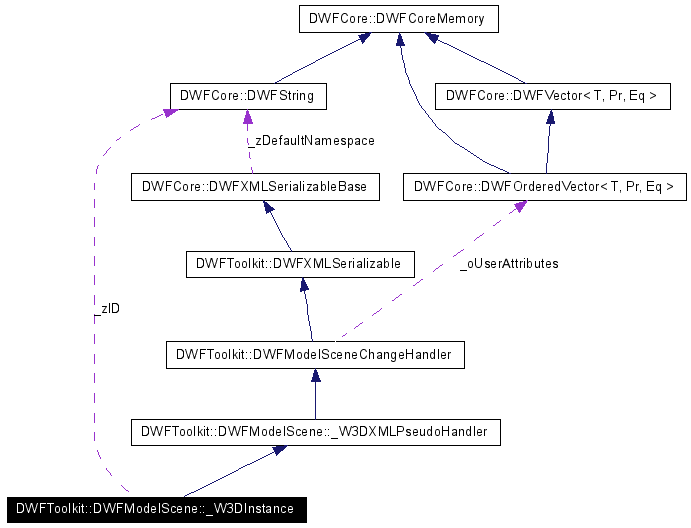 DWFCore::DWFCoreMemory
DWFCore::DWFString
DWFCore::DWFVector< T, Pr, Eq >
_zDefaultNamespace
DWFCore::DWFXMLSerializableBase
DWFCore::DWFOrderedVector< T, Pr, Eq >
DWFToolkit::DWFXMLSerializable
_oUserAttributes
_zID
DWFToolkit::DWFModelSceneChangeHandler
DWFToolkit::DWFModelScene::_W3DXMLPseudoHandler
DWFToolkit::DWFModelScene::_W3DInstance